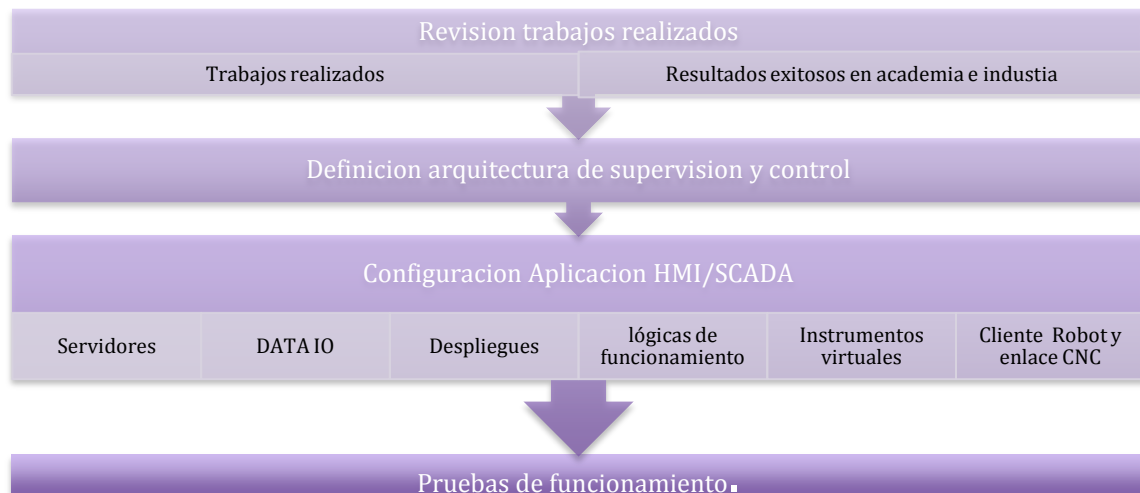 Revision trabajos realizados
Trabajos realizados
Resultados exitosos en academia e industia
Definicion arquitectura de supervision y control
Configuracion Aplicacion HMI/SCADA
Servidores
DATA IO
Despliegues
lógicas de
funcionamiento
Instrumentos
virtuales
Cliente Robot y
enlace CNC
Pruebas de funcionamiento.